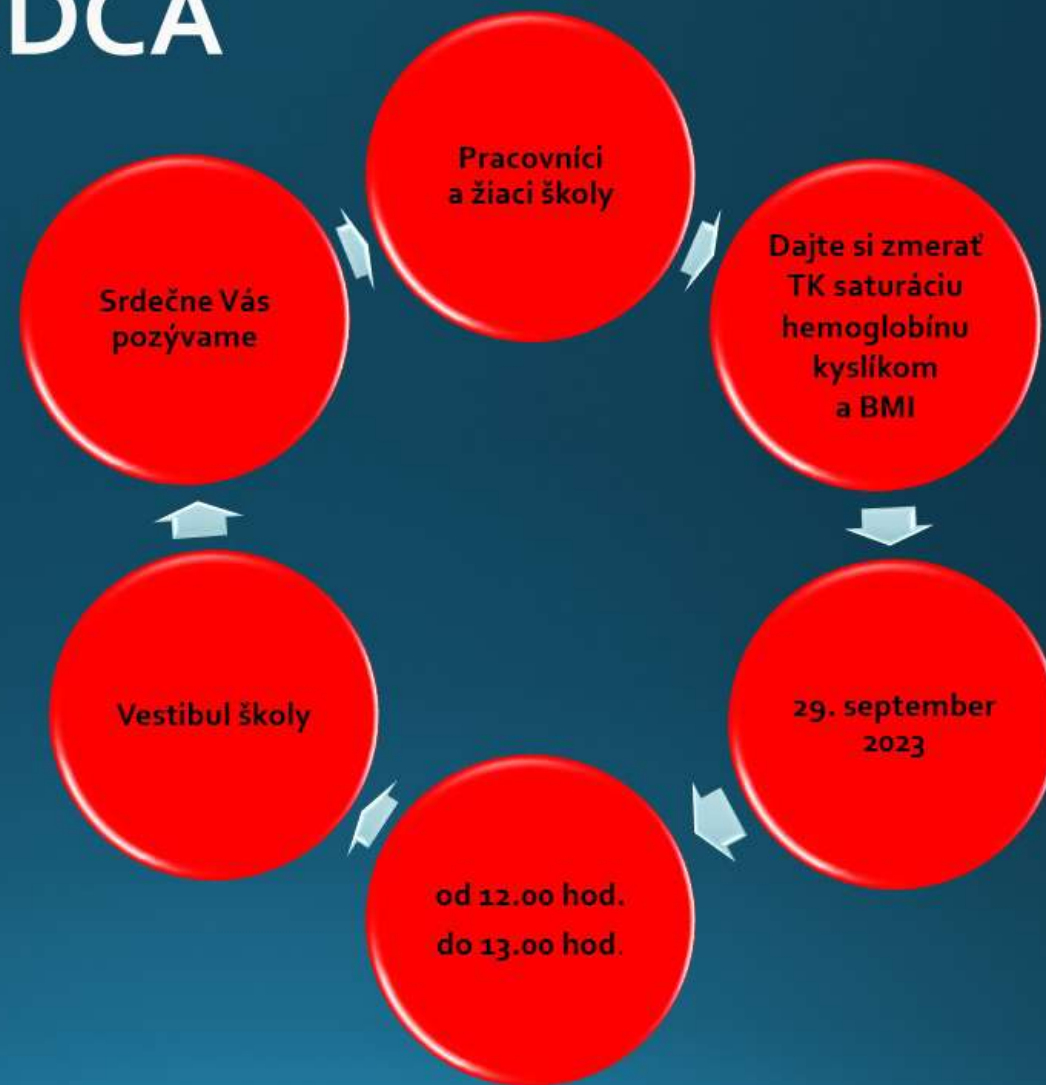 DCA
Pracovníci
a žiaci školy
Dajte si zmerať
TK saturáciu
hemoglobínu
kyslíkom
a BMI
29. september
2023
od 12.00 hod.
do 13.00 hod.
Vestibul školy
Srdečne Vás
pozývame